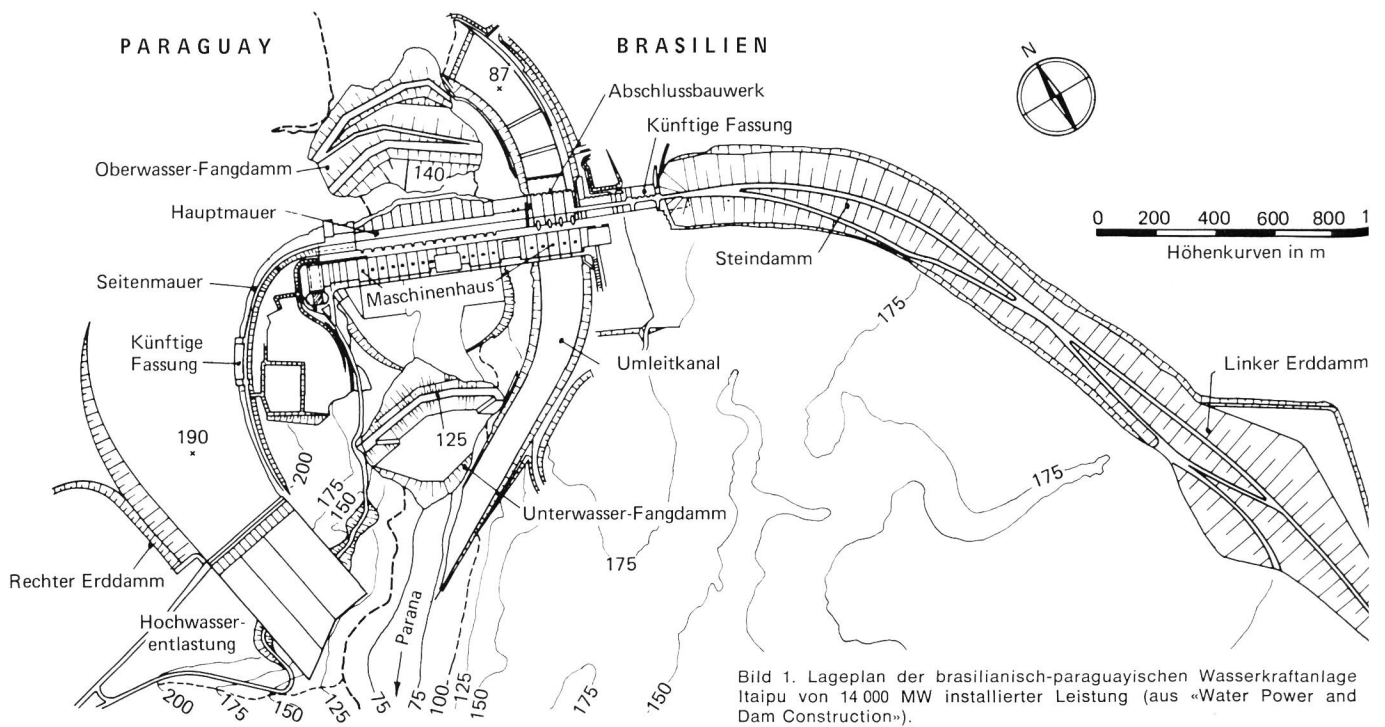 PARAGUAY
BRASILIEN
N
87
Abschlussbauwerk
Künftige Fassung
Oberwasser-Fangdamm
140
Hauptmauer
0 200 400 600 800 1
Höhenkurven in m
Steindamm
Seitenmauer
Maschinenhaus
175
Künftige
Fassung
Umleitkanal
Linker Erddamm
190
125
200
175
150
175
Unterwasser-Fangdamm
175
Rechter Erddamm
Hochwasser-
entlastung
Parana
200
175
150
125
75
75
100
125
150
175
150
Bild 1. Lageplan der brasilianisch-paraguayischen Wasserkraftanlage
Itaipu von 14 000 MW installierter Leistung (aus «Water Power and
Dam Construction»).